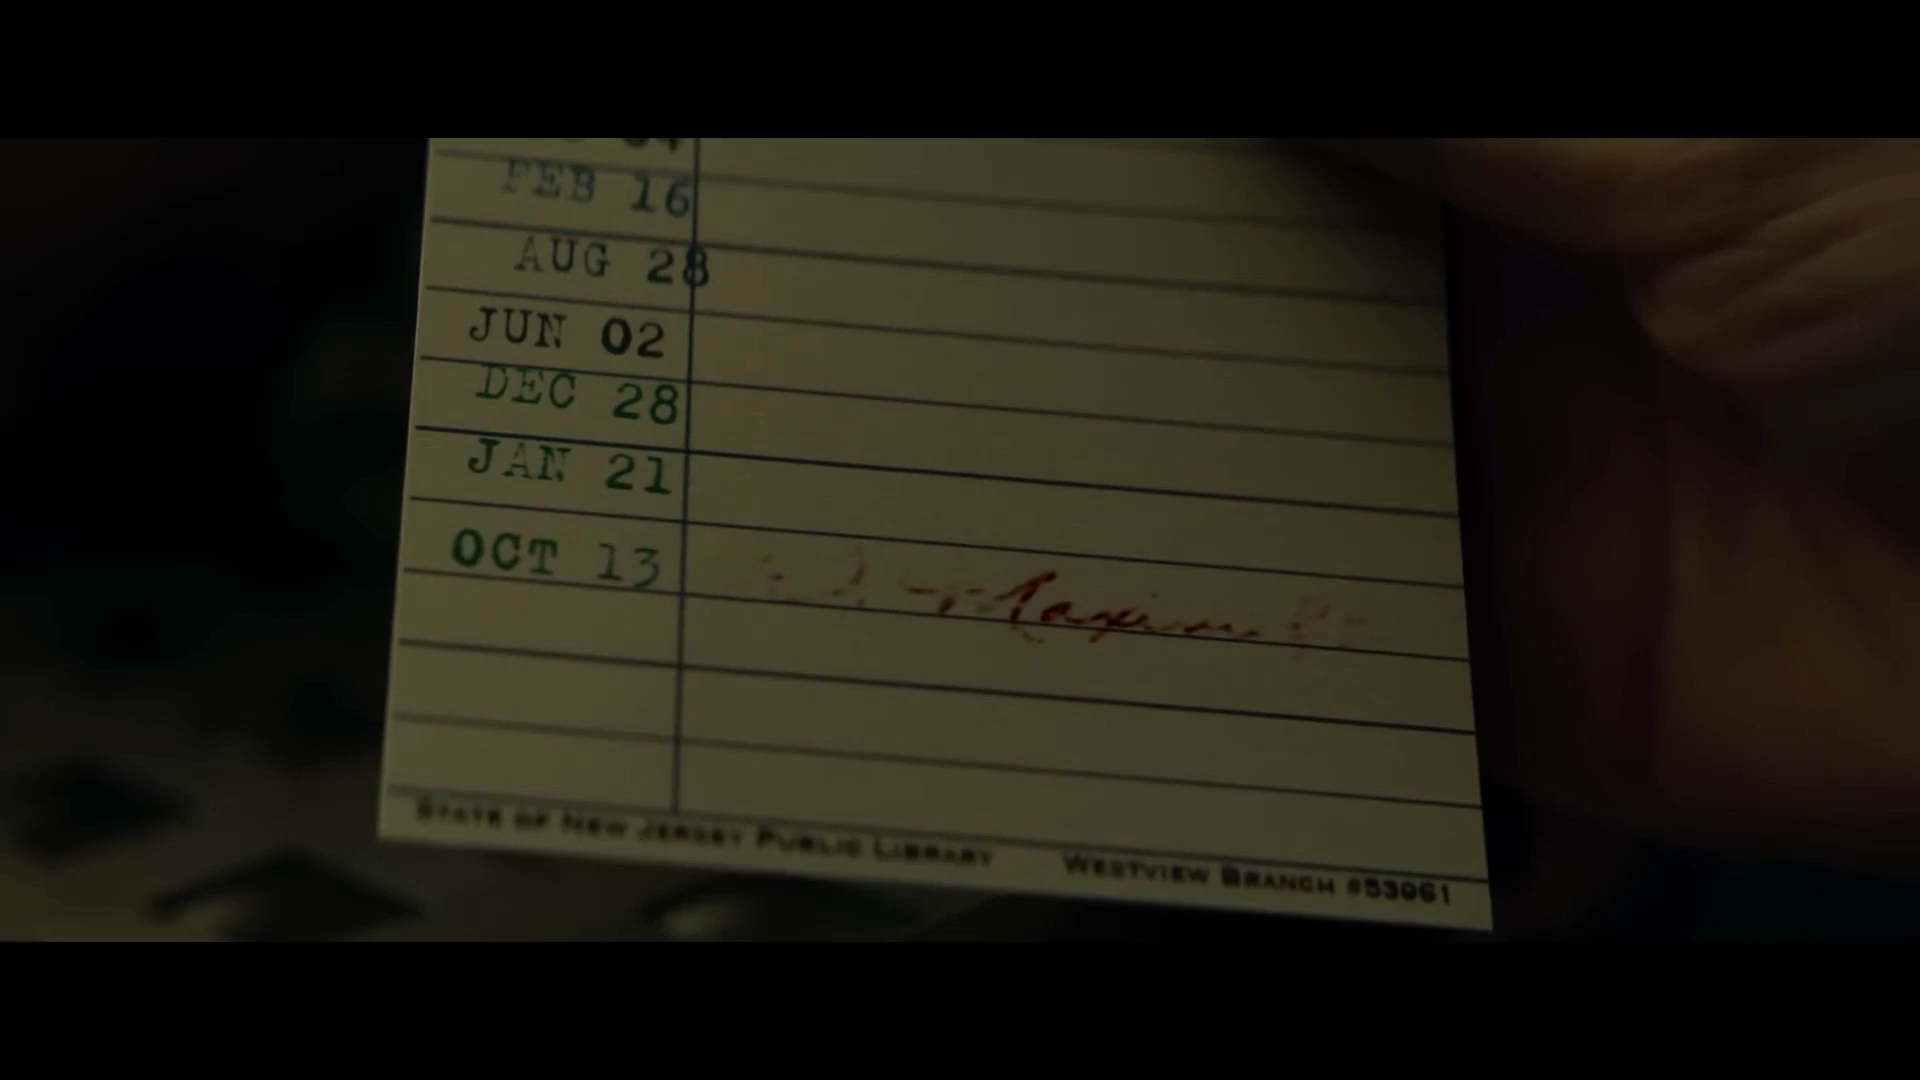 FEB 16
AUG 28
JUN 02
DEC 28
JAN 21
OCT 13
STATE OF NEW JERSEY PUBLIC LIBRARY WESTVIEW BRANCH #53961